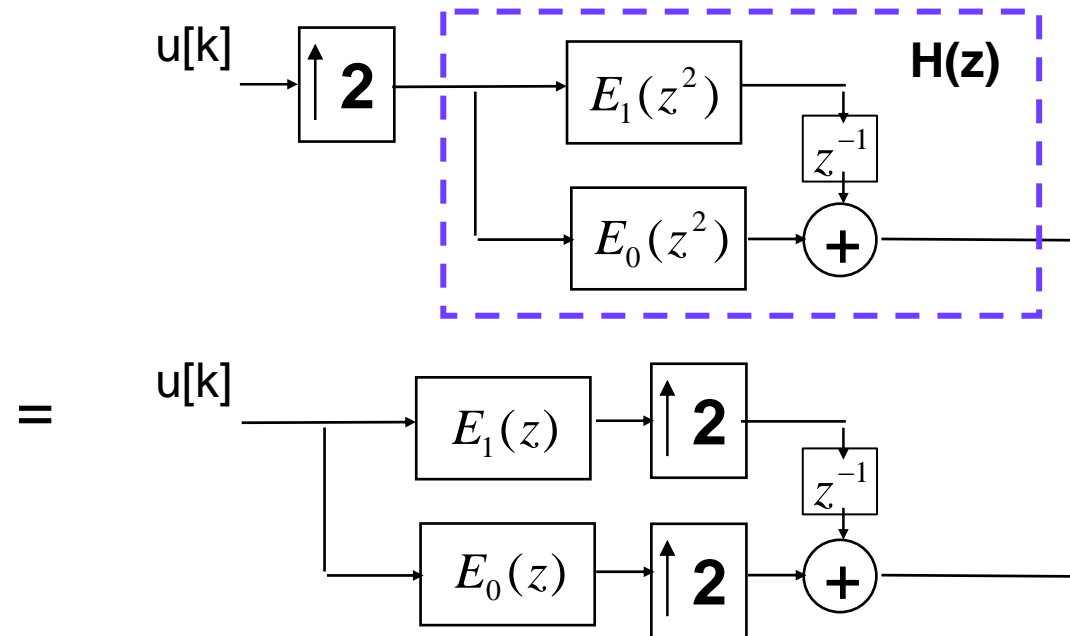 u[k]
↑ 2
E₁(z²)
H(z)
z⁻¹
E₀(z²)
+
=
u[k]
E₁(z)
↑ 2
z⁻¹
E₀(z)
↑ 2
+